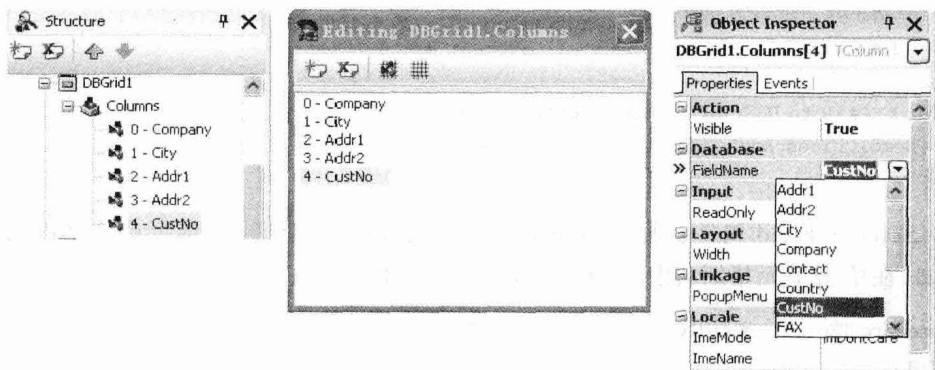 Structure
DBGrid1
Columns
0 - Company
1 - City
2 - Addr1
3 - Addr2
4 - CustNo
Editing DBGrid1.Columns
0 - Company
1 - City
2 - Addr1
3 - Addr2
4 - CustNo
Object Inspector
DBGrid1.Columns[4] TColumn
Properties Events
Action
Visible True
Database
FieldName CustNo
Input
ReadOnly
Layout
Width
Linkage
PopupMenu
Locale
ImeMode imDontCare
ImeName
Addr1
Addr2
City
Company
Contact
Country
CustNo
FAX